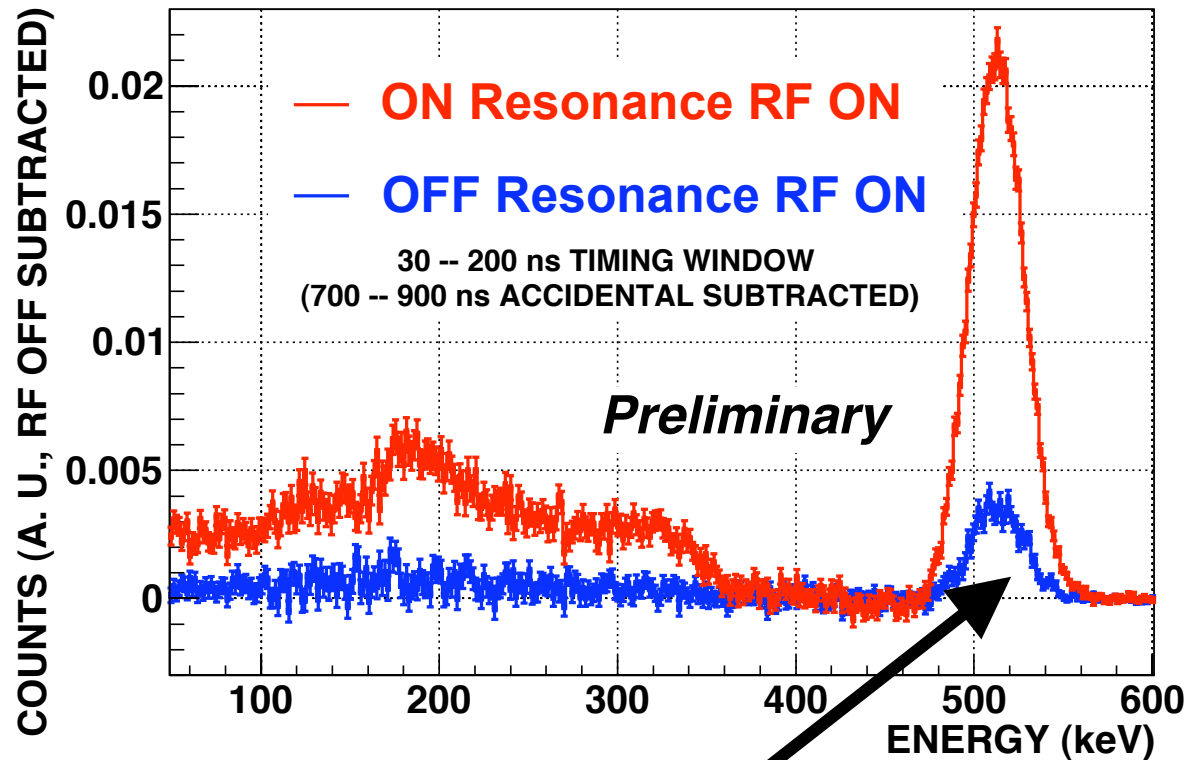 COUNTS (A. U., RF OFF SUBTRACTED)
0.02
0.015
0.01
0.005
0
ON Resonance RF ON
OFF Resonance RF ON
30 -- 200 ns TIMING WINDOW
(700 -- 900 ns ACCIDENTAL SUBTRACTED)
Preliminary
100 200 300 400 500 600
ENERGY (keV)